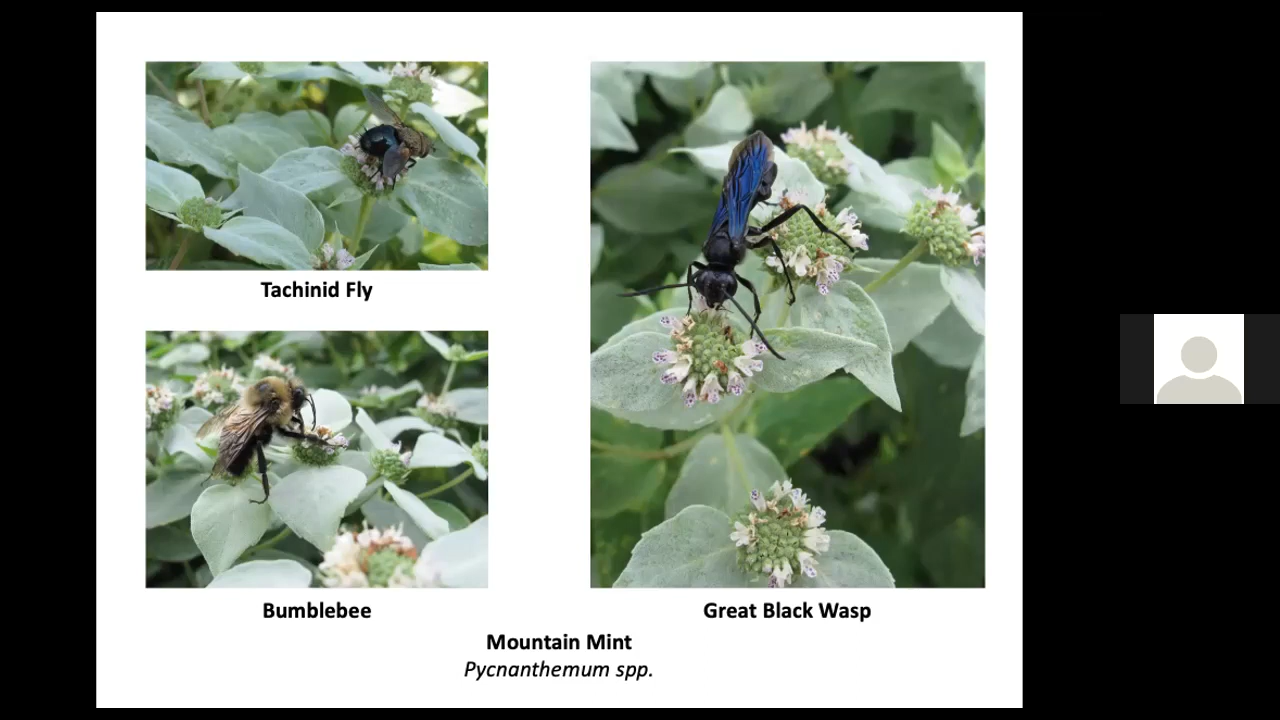 Tachinid Fly
Bumblebee
Great Black Wasp
Mountain Mint
Pycnanthemum spp.